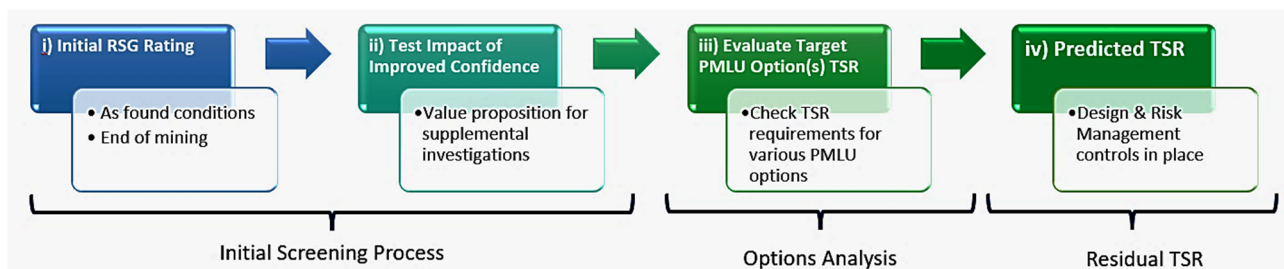 i) Initial RSG Rating
• As found conditions
• End of mining
ii) Test Impact of
Improved Confidence
•Value proposition for
supplemental
investigations
iii) Evaluate Target
PMLU Option(s) TSR
•Check TSR
requirements for
various PMLU
options
iv) Predicted TSR
•Design & Risk
Management
controls in place
Initial Screening Process
Options Analysis
Residual TSR